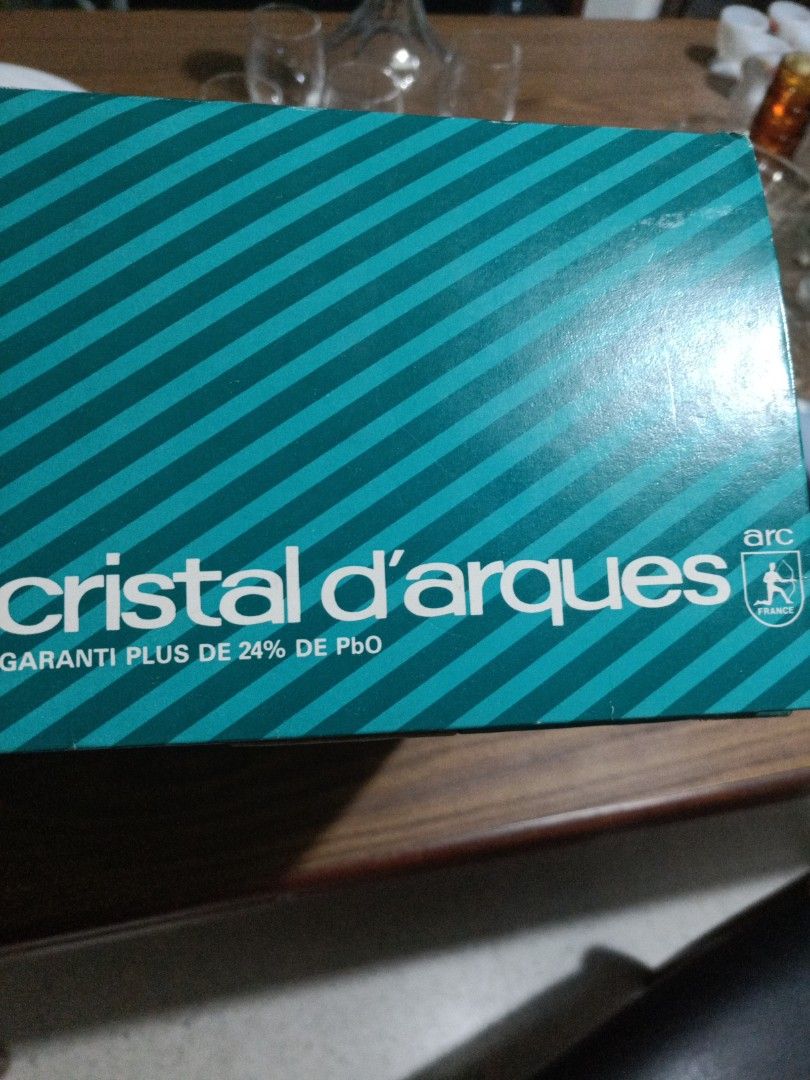 arc
cristal d'arques
FRANCE
GARANTI PLUS DE 24% DE PbO